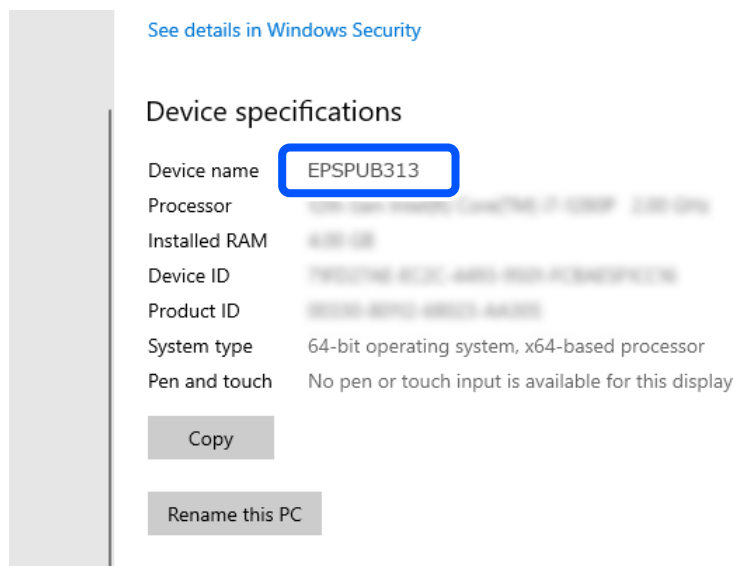 See details in Windows Security
Device specifications
Device name EPSPUB313
Processor
Installed RAM
Device ID
Product ID
System type 64-bit operating system, x64-based processor
Pen and touch No pen or touch input is available for this display
Copy
Rename this PC